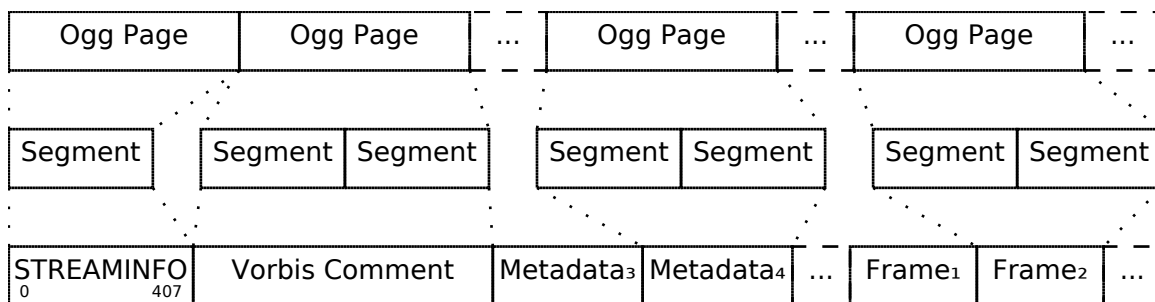 Ogg Page Ogg Page ... Ogg Page ... Ogg Page ...
Segment Segment Segment Segment Segment Segment Segment
STREAMINFO Vorbis Comment Metadata₃ Metadata₄ ... Frame₁ Frame₂ ...
0 407